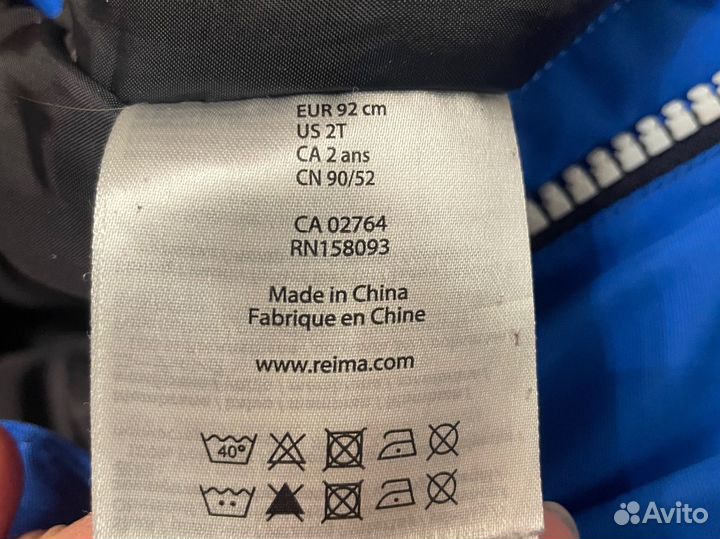 EUR 92 cm
US 2T
CA 2 ans
CN 90/52
CA 02764
RN158093
Made in China
Fabrique en Chine
www.reima.com
40°
Avito